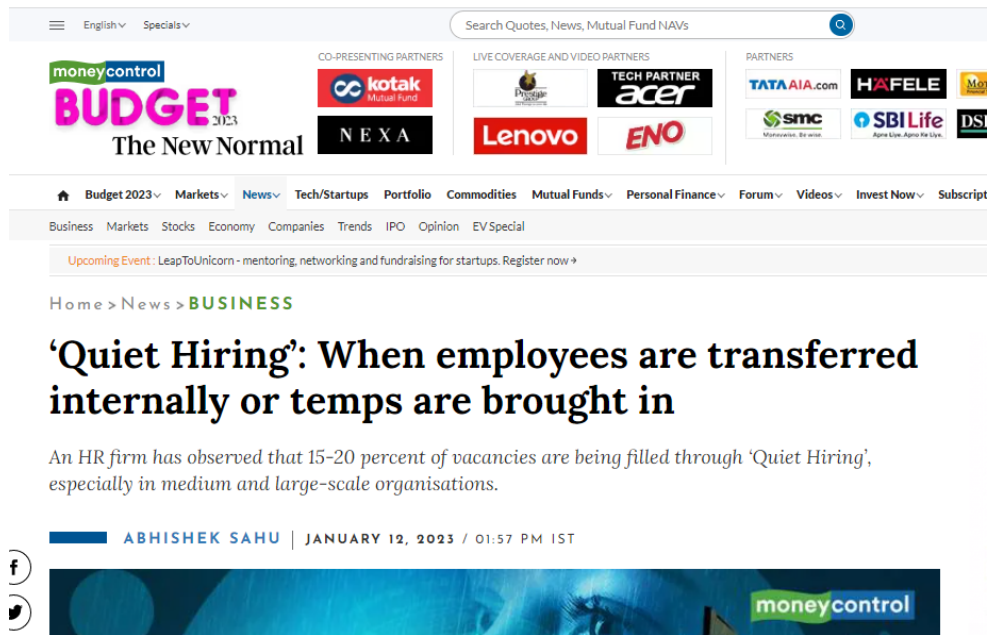 English Specials
Search Quotes, News, Mutual Fund NAVs
CO-PRESENTING PARTNERS
LIVE COVERAGE AND VIDEO PARTNERS
PARTNERS
moneycontrol
BUDGET
2023
The New Normal
kotak
Mutual Fund
NEXA
Prestige
GROUP
TECH PARTNER
acer
Lenovo
ENO
TATA AIA.com
HÄFELE
smc
Moneywise. Be wise.
SBI Life
Apne Liye. Apno Ke Liye.
DSP
Budget 2023 Markets News Tech/Startups Portfolio Commodities Mutual Funds Personal Finance Forum Videos Invest Now Subscript
Business Markets Stocks Economy Companies Trends IPO Opinion EV Special
Upcoming Event : LeapToUnicorn - mentoring, networking and fundraising for startups. Register now
Home > News > BUSINESS
‘Quiet Hiring’: When employees are transferred
internally or temps are brought in
An HR firm has observed that 15-20 percent of vacancies are being filled through ‘Quiet Hiring’,
especially in medium and large-scale organisations.
ABHISHEK SAHU | JANUARY 12, 2023 / 01:57 PM IST
moneycontrol